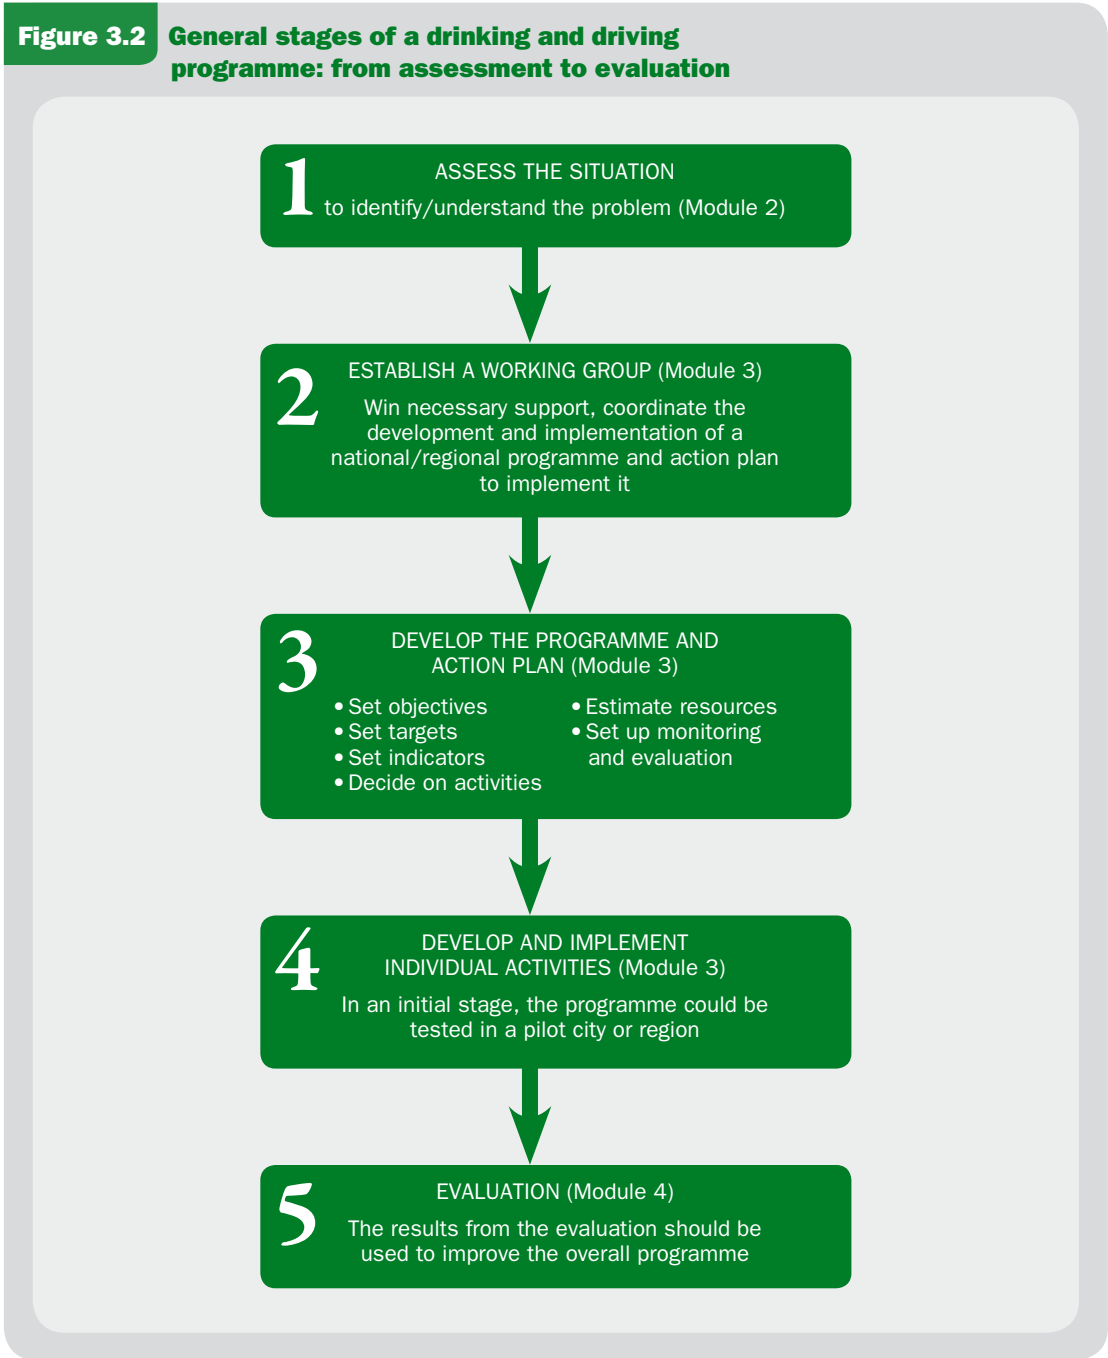 Figure 3.2
General stages of a drinking and driving
programme: from assessment to evaluation
1
ASSESS THE SITUATION
to identify/understand the problem (Module 2)
2
ESTABLISH A WORKING GROUP (Module 3)
Win necessary support, coordinate the
development and implementation of a
national/regional programme and action plan
to implement it
3
DEVELOP THE PROGRAMME AND
ACTION PLAN (Module 3)
• Set objectives
• Set targets
• Set indicators
• Decide on activities
• Estimate resources
• Set up monitoring
and evaluation
4
DEVELOP AND IMPLEMENT
INDIVIDUAL ACTIVITIES (Module 3)
In an initial stage, the programme could be
tested in a pilot city or region
5
EVALUATION (Module 4)
The results from the evaluation should be
used to improve the overall programme